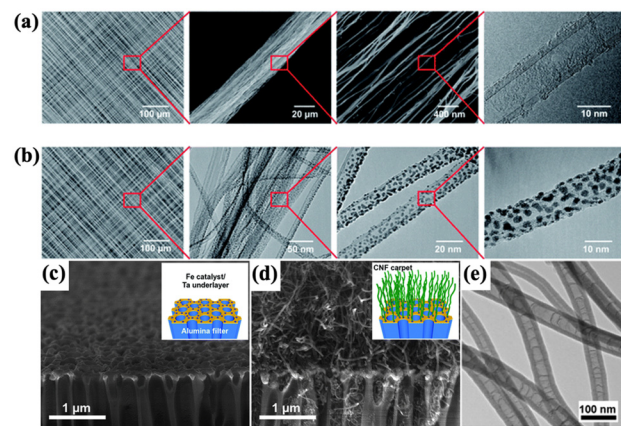 (a)
100 µm
20 µm
400 nm
10 nm
(b)
100 µm
50 nm
20 nm
10 nm
(c)
Fe catalyst/
Ta underlayer
Alumina filter
1 µm
(d)
CNF carpet
1 µm
(e)
100 nm